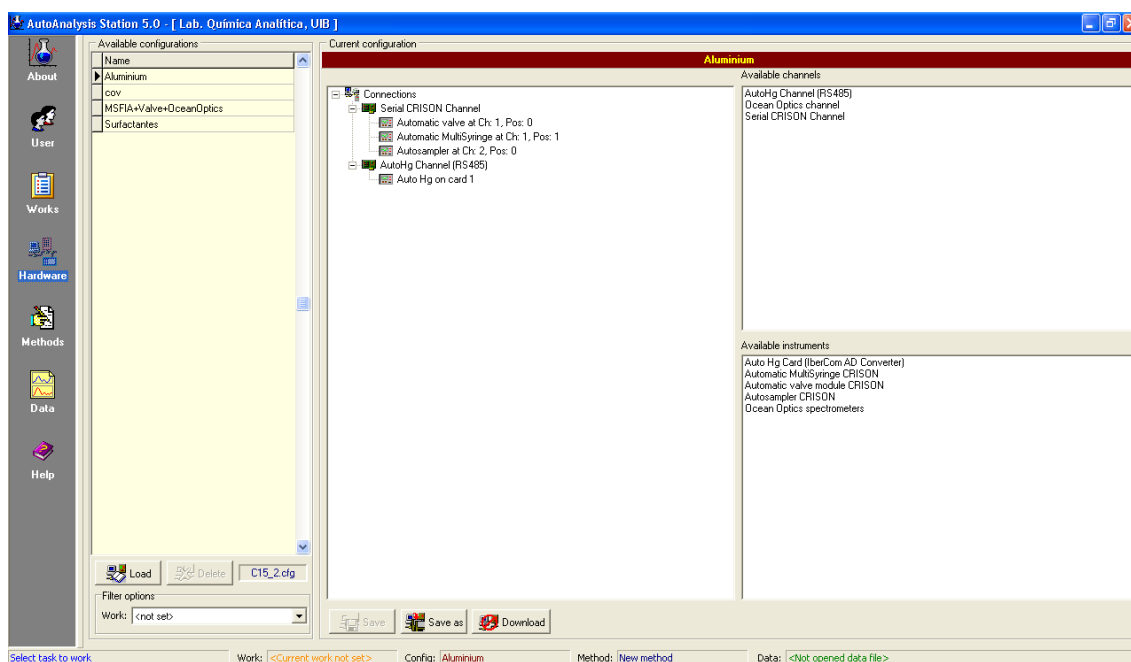 AutoAnalysis Station 5.0 - [ Lab. Química Analítica, UIB ]
About
User
Works
Hardware
Methods
Data
Help
Available configurations
Name
Aluminium
cov
MSFIA+Valve+OceanOptics
Surfactantes
Load
Delete
C15_2.cfg
Filter options
Work: <not set>
Current configuration
Aluminium
Connections
Serial CRISON Channel
Automatic valve at Ch: 1, Pos: 0
Automatic MultiSyringe at Ch: 1, Pos: 1
Autosampler at Ch: 2, Pos: 0
AutoHg Channel (RS485)
Auto Hg on card 1
Available channels
AutoHg Channel (RS485)
Ocean Optics channel
Serial CRISON Channel
Available instruments
Auto Hg Card (IberCom AD Converter)
Automatic MultiSyringe CRISON
Automatic valve module CRISON
Autosampler CRISON
Ocean Optics spectrometers
Save
Save as
Download
Select task to work
Work: <Current work not set>
Config: Aluminium
Method: New method
Data: <Not opened data file>